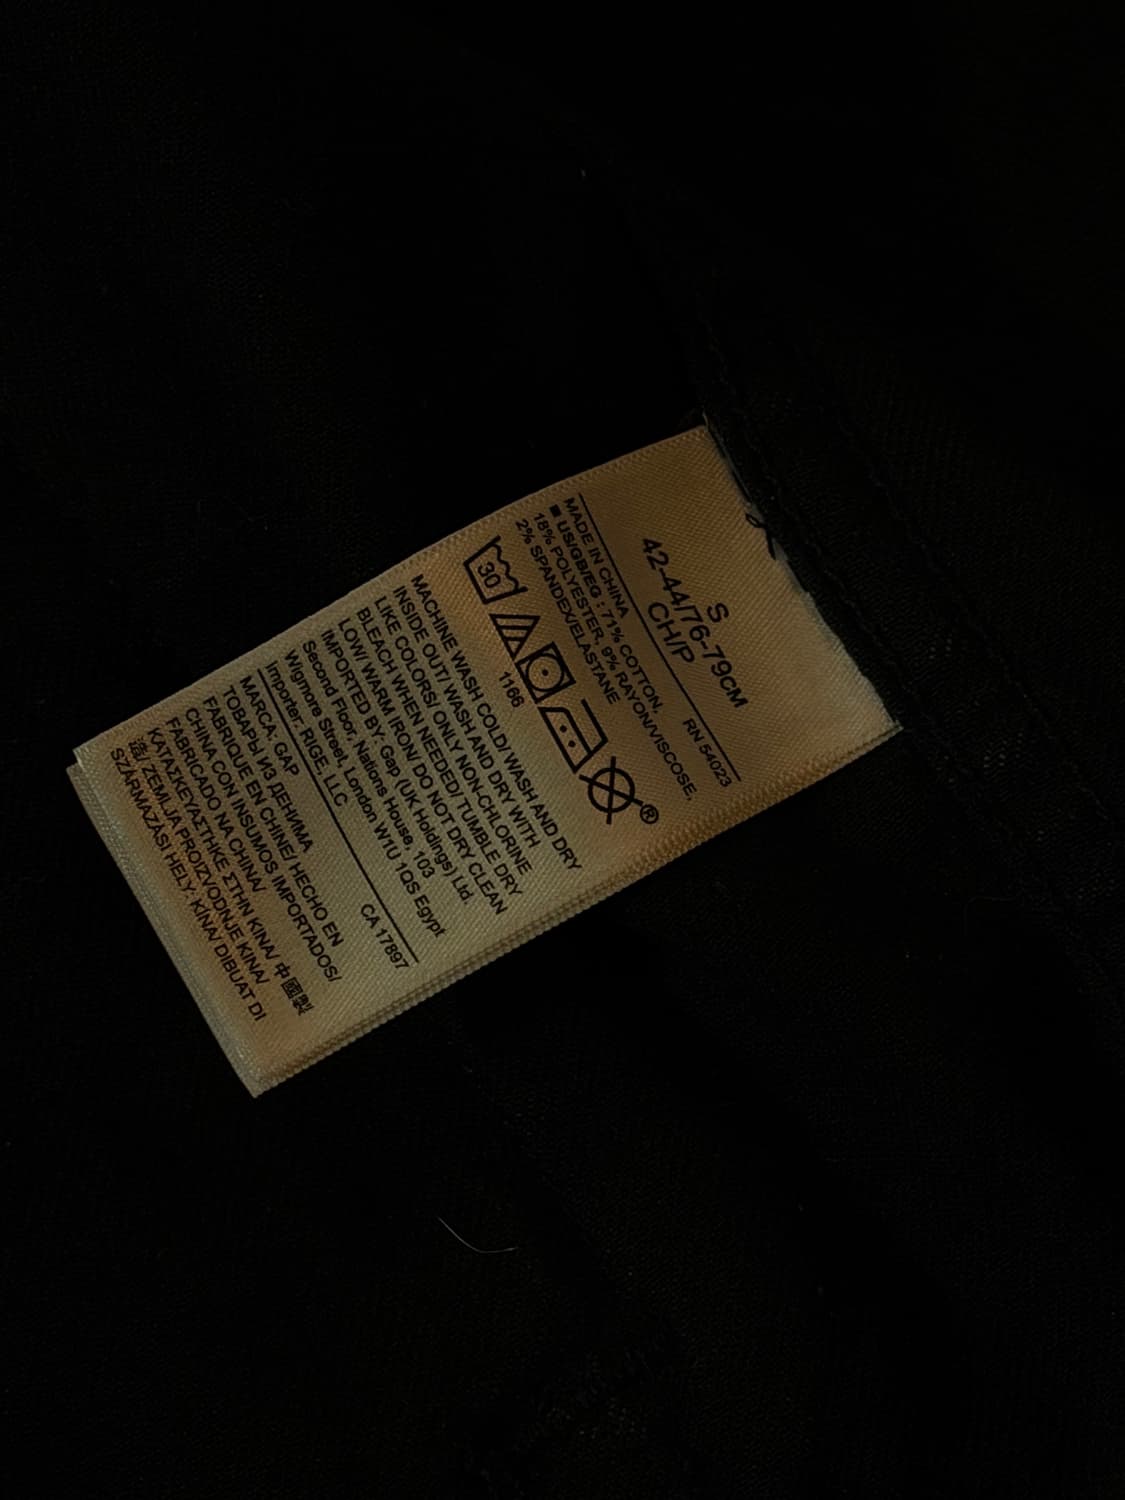 S
42-44/76-79см
CH/P
RN 54023
MADE IN CHINA
■ US/GB/EG : 71% COTTON,
18% POLYESTER, 9% RAYON/VISCOSE,
2% SPANDEX/ELASTANE
30
®
1166
MACHINE WASH COLD/ WASH AND DRY
INSIDE OUT/ WASH AND DRY WITH
LIKE COLORS/ ONLY NON-CHLORINE
BLEACH WHEN NEEDED/ TUMBLE DRY
LOW/ WARM IRON/ DO NOT DRY CLEAN
IMPORTED BY: Gap (UK Holdings) Ltd.
Second Floor, Nations House, 103
Wigmore Street, London W1U 1QS Egypt
Importer: RIGE, LLC
CA 17897
MARCA: GAP
ТОВАРЫ ИЗ ДЕНИМА
FABRIQUE EN CHINE/ HECHO EN
CHINA CON INSUMOS IMPORTADOS/
FABRICADO NA CHINA/
ΚΑΤΑΣΚΕΥΑΣΤΗΚΕ ΣΤΗΝ ΚΙΝΑ/ 中國製
造/ ZEMLJA PROIZVODNJE KINA/
SZÁRMAZÁSI HELY: KÍNA/ DIBUAT DI